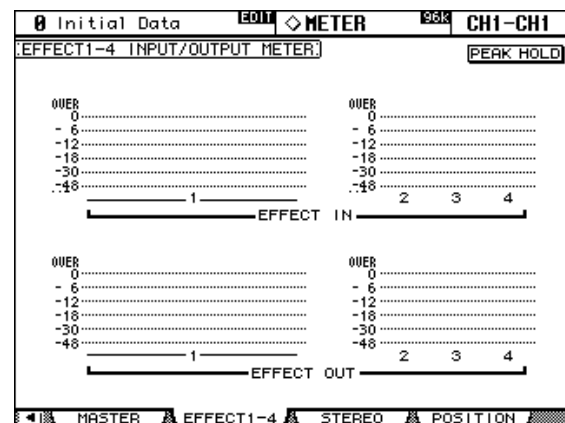 0 Initial Data EDIT ◇METER 96K CH1-CH1
EFFECT1-4 INPUT/OUTPUT METER PEAK HOLD
OVER OVER
0 0
- 6 - 6
-12 -12
-18 -18
-30 -30
-48 -48
1 2 3 4
EFFECT IN
OVER OVER
0 0
- 6 - 6
-12 -12
-18 -18
-30 -30
-48 -48
1 2 3 4
EFFECT OUT
MASTER EFFECT1-4 STEREO POSITION